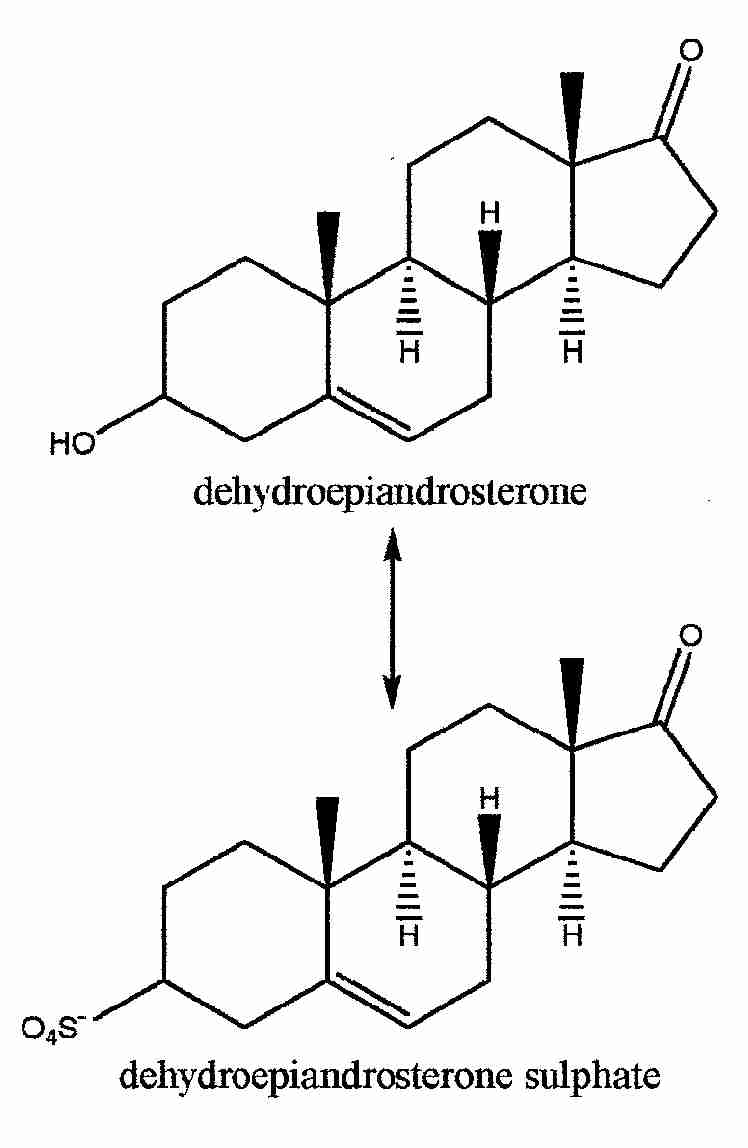 O
H
H
H
HO
dehydroepiandrosterone
O
H
H
H
O₄S⁻
dehydroepiandrosterone sulphate